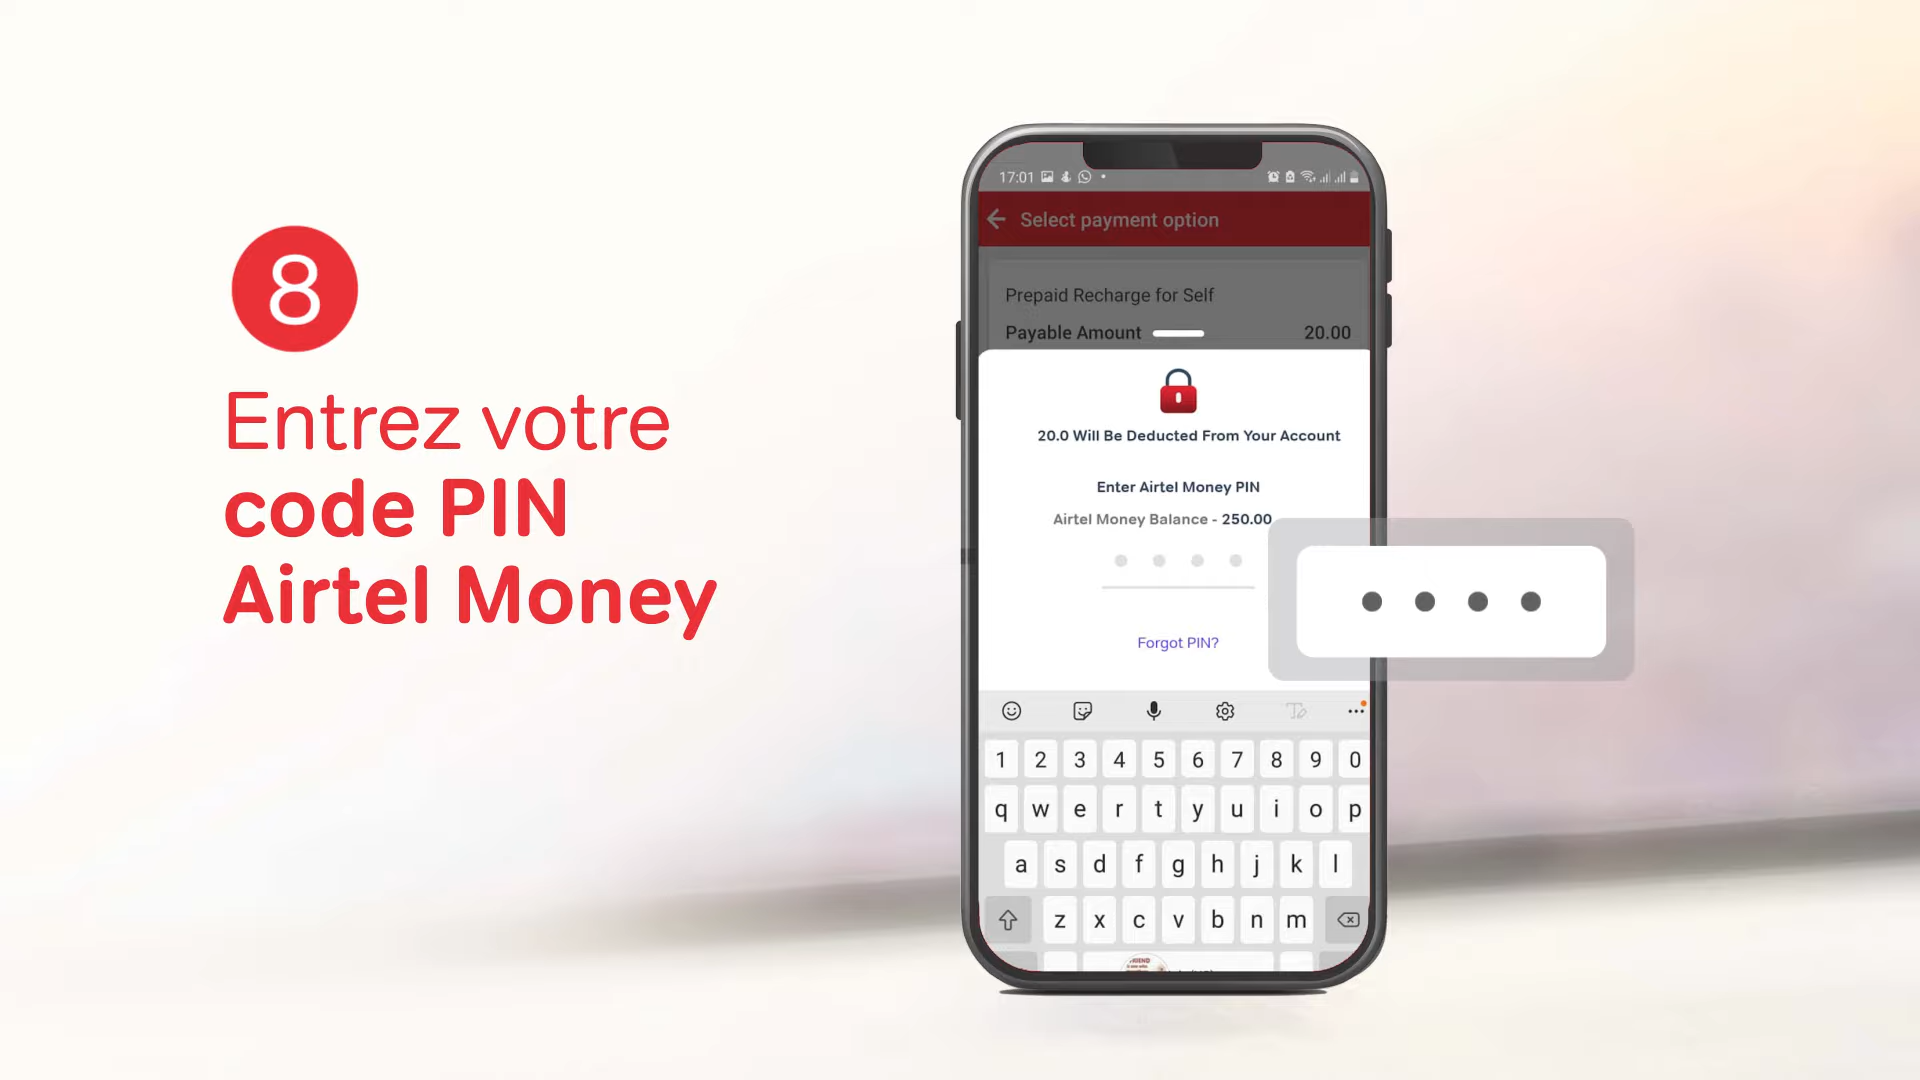 8
Entrez votre
code PIN
Airtel Money
17:01
Select payment option
Prepaid Recharge for Self
Payable Amount 20.00
20.0 Will Be Deducted From Your Account
Enter Airtel Money PIN
Airtel Money Balance - 250.00
Forgot PIN?
1 2 3 4 5 6 7 8 9 0
q w e r t y u i o p
a s d f g h j k l
z x c v b n m